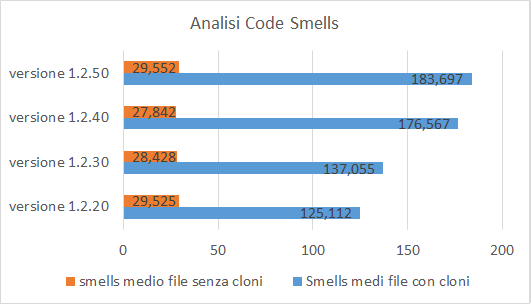 Analisi Code Smells
versione 1.2.50
29,552
183,697
versione 1.2.40
27,842
176,567
versione 1.2.30
28,428
137,055
versione 1.2.20
29,525
125,112
0 50 100 150 200
smells medio file senza cloni Smells medi file con cloni